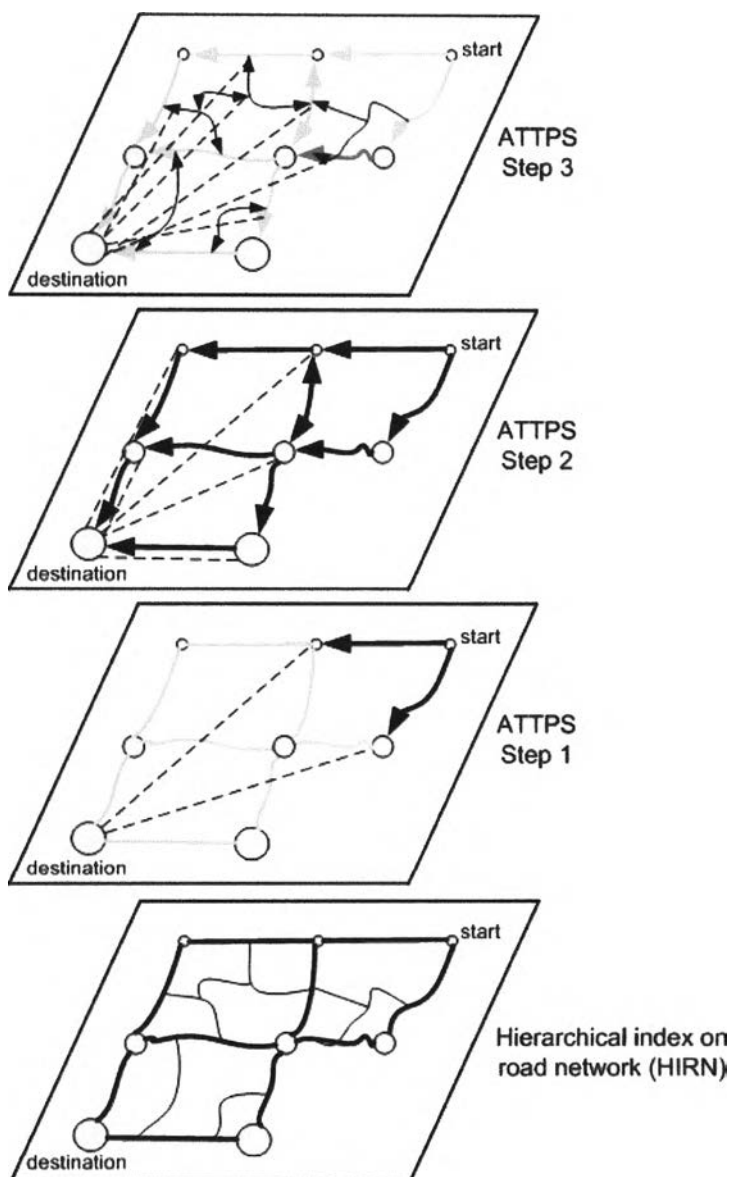 start
ATTPS
Step 3
destination
start
ATTPS
Step 2
destination
start
ATTPS
Step 1
destination
start
Hierarchical index on
road network (HIRN)
destination